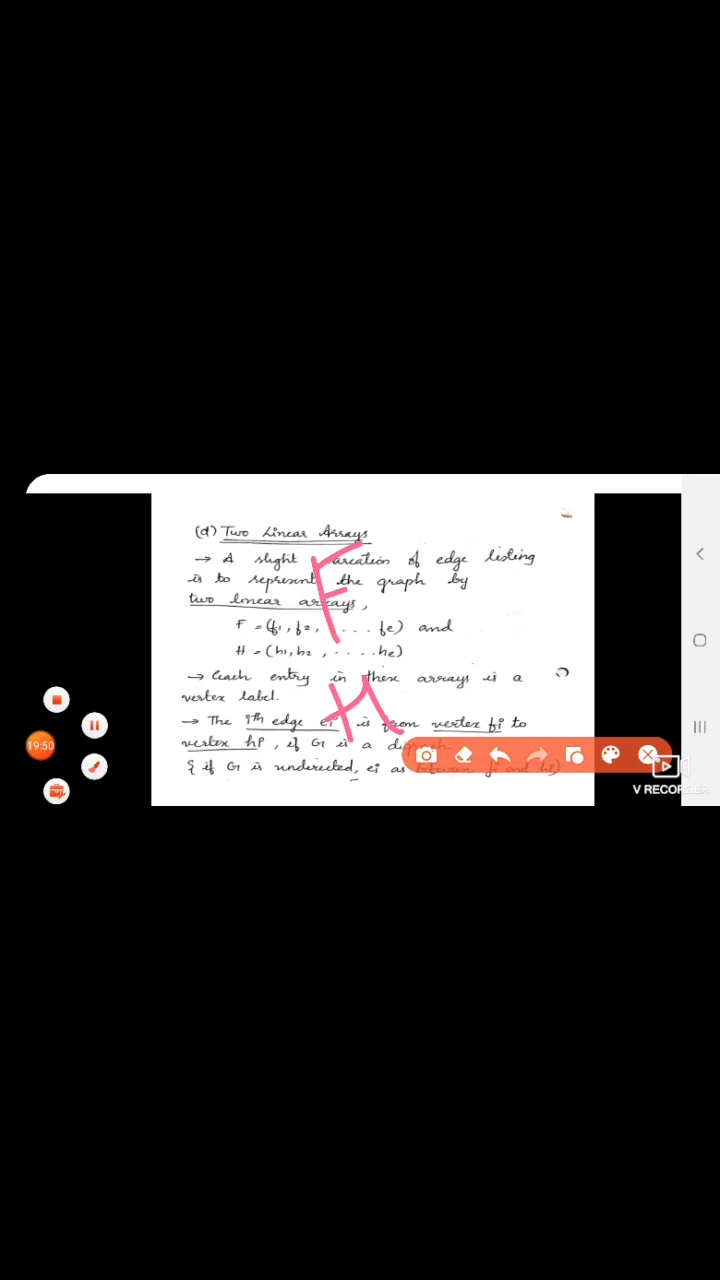 (d) Two Linear Arrays
→ A slight variation of edge listing
is to represent the graph by
two linear arrays,
F = (f1, f2, .... fe) and
H = (h1, h2, .... he)
→ Each entry in these arrays is a
vertex label.
→ The ith edge ei is from vertex fi to
vertex hi, if G is a digraph
{ if G is undirected, ei as between fi and hi)
F
H
19:50
V RECORDER